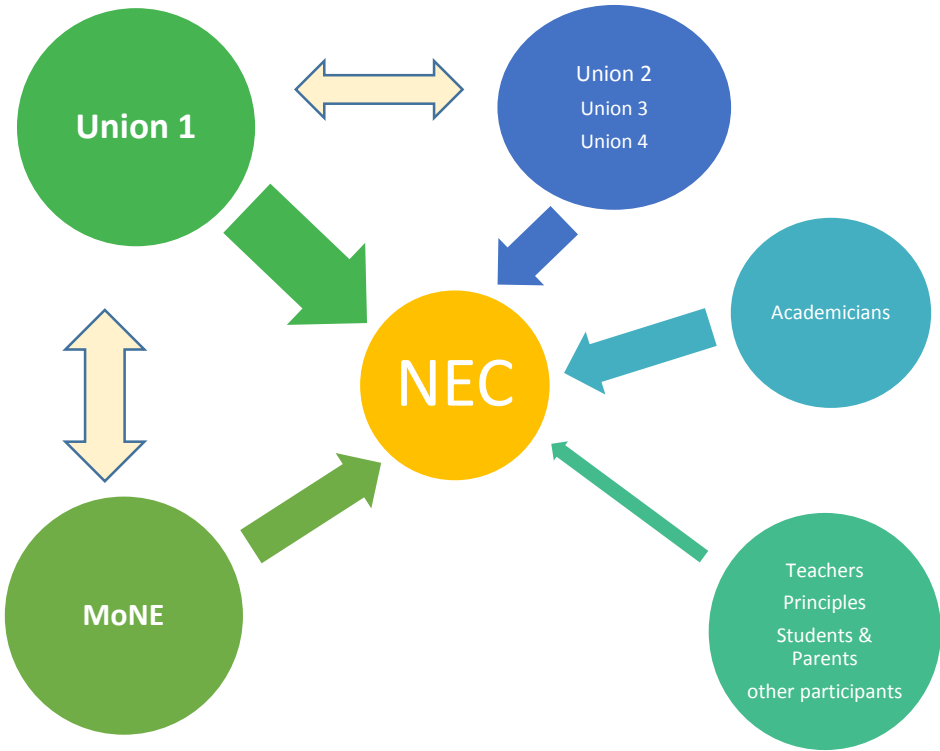 Union 1
Union 2
Union 3
Union 4
Academicians
NEC
MoNE
Teachers
Principles
Students &
Parents
other participants